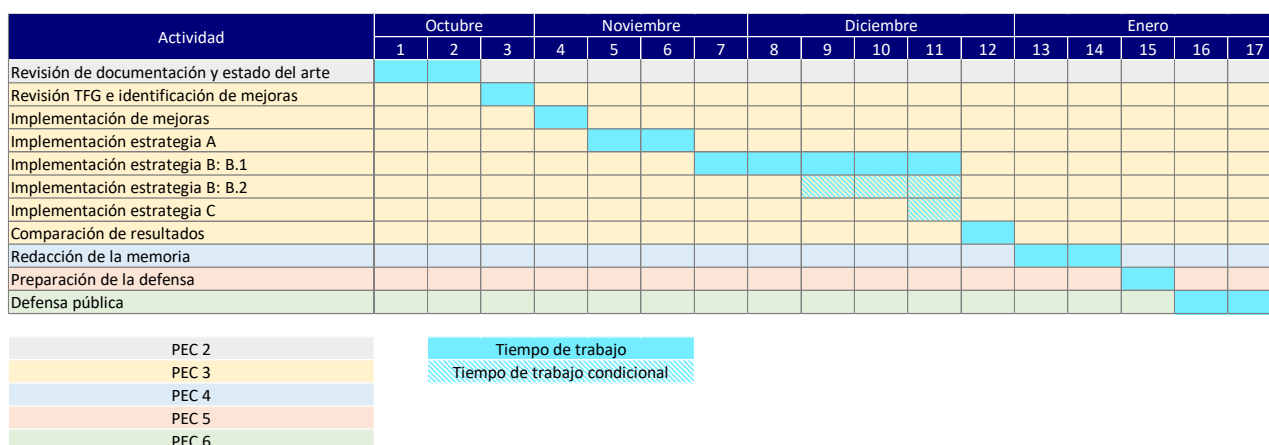 Actividad
Octubre Noviembre Diciembre Enero
1 2 3 4 5 6 7 8 9 10 11 12 13 14 15 16 17
Revisión de documentación y estado del arte
Revisión TFG e identificación de mejoras
Implementación de mejoras
Implementación estrategia A
Implementación estrategia B: B.1
Implementación estrategia B: B.2
Implementación estrategia C
Comparación de resultados
Redacción de la memoria
Preparación de la defensa
Defensa pública
PEC 2 Tiempo de trabajo
PEC 3 Tiempo de trabajo condicional
PEC 4
PEC 5
PEC 6